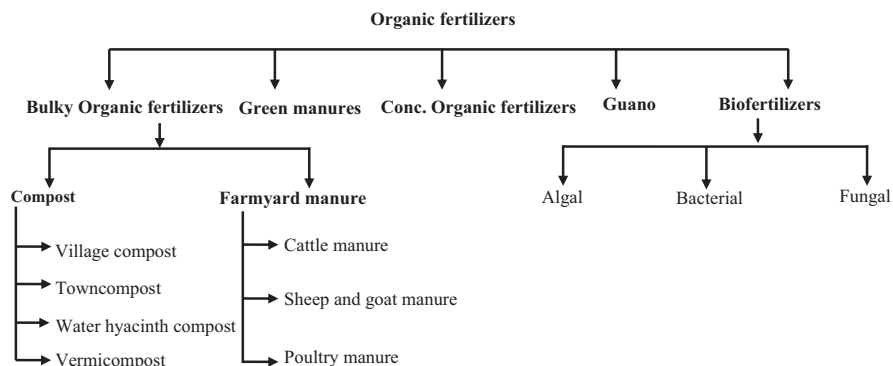 Organic fertilizers
Bulky Organic fertilizers
Green manures
Conc. Organic fertilizers
Guano
Biofertilizers
Compost
Farmyard manure
Algal
Bacterial
Fungal
Village compost
Towncompost
Water hyacinth compost
Vermicompost
Cattle manure
Sheep and goat manure
Poultry manure